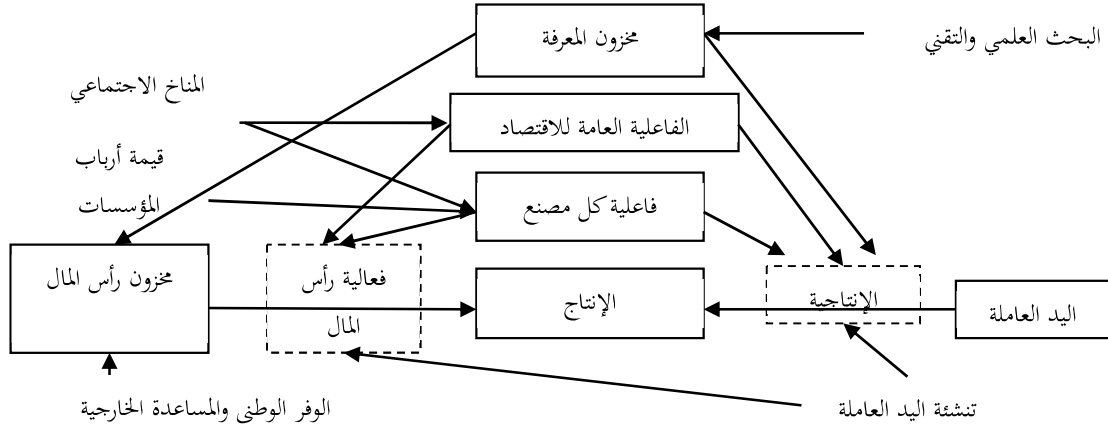 مخزون المعرفة
البحث العلمي والتقني
المناخ الاجتماعي
الفاعلية العامة للاقتصاد
قيمة أرباب
المؤسسات
فاعلية كل مصنع
مخزون رأس المال
فعالية رأس
المال
الإنتاج
الإنتاجية
اليد العاملة
الوفر الوطني والمساعدة الخارجية
تنشئة اليد العاملة